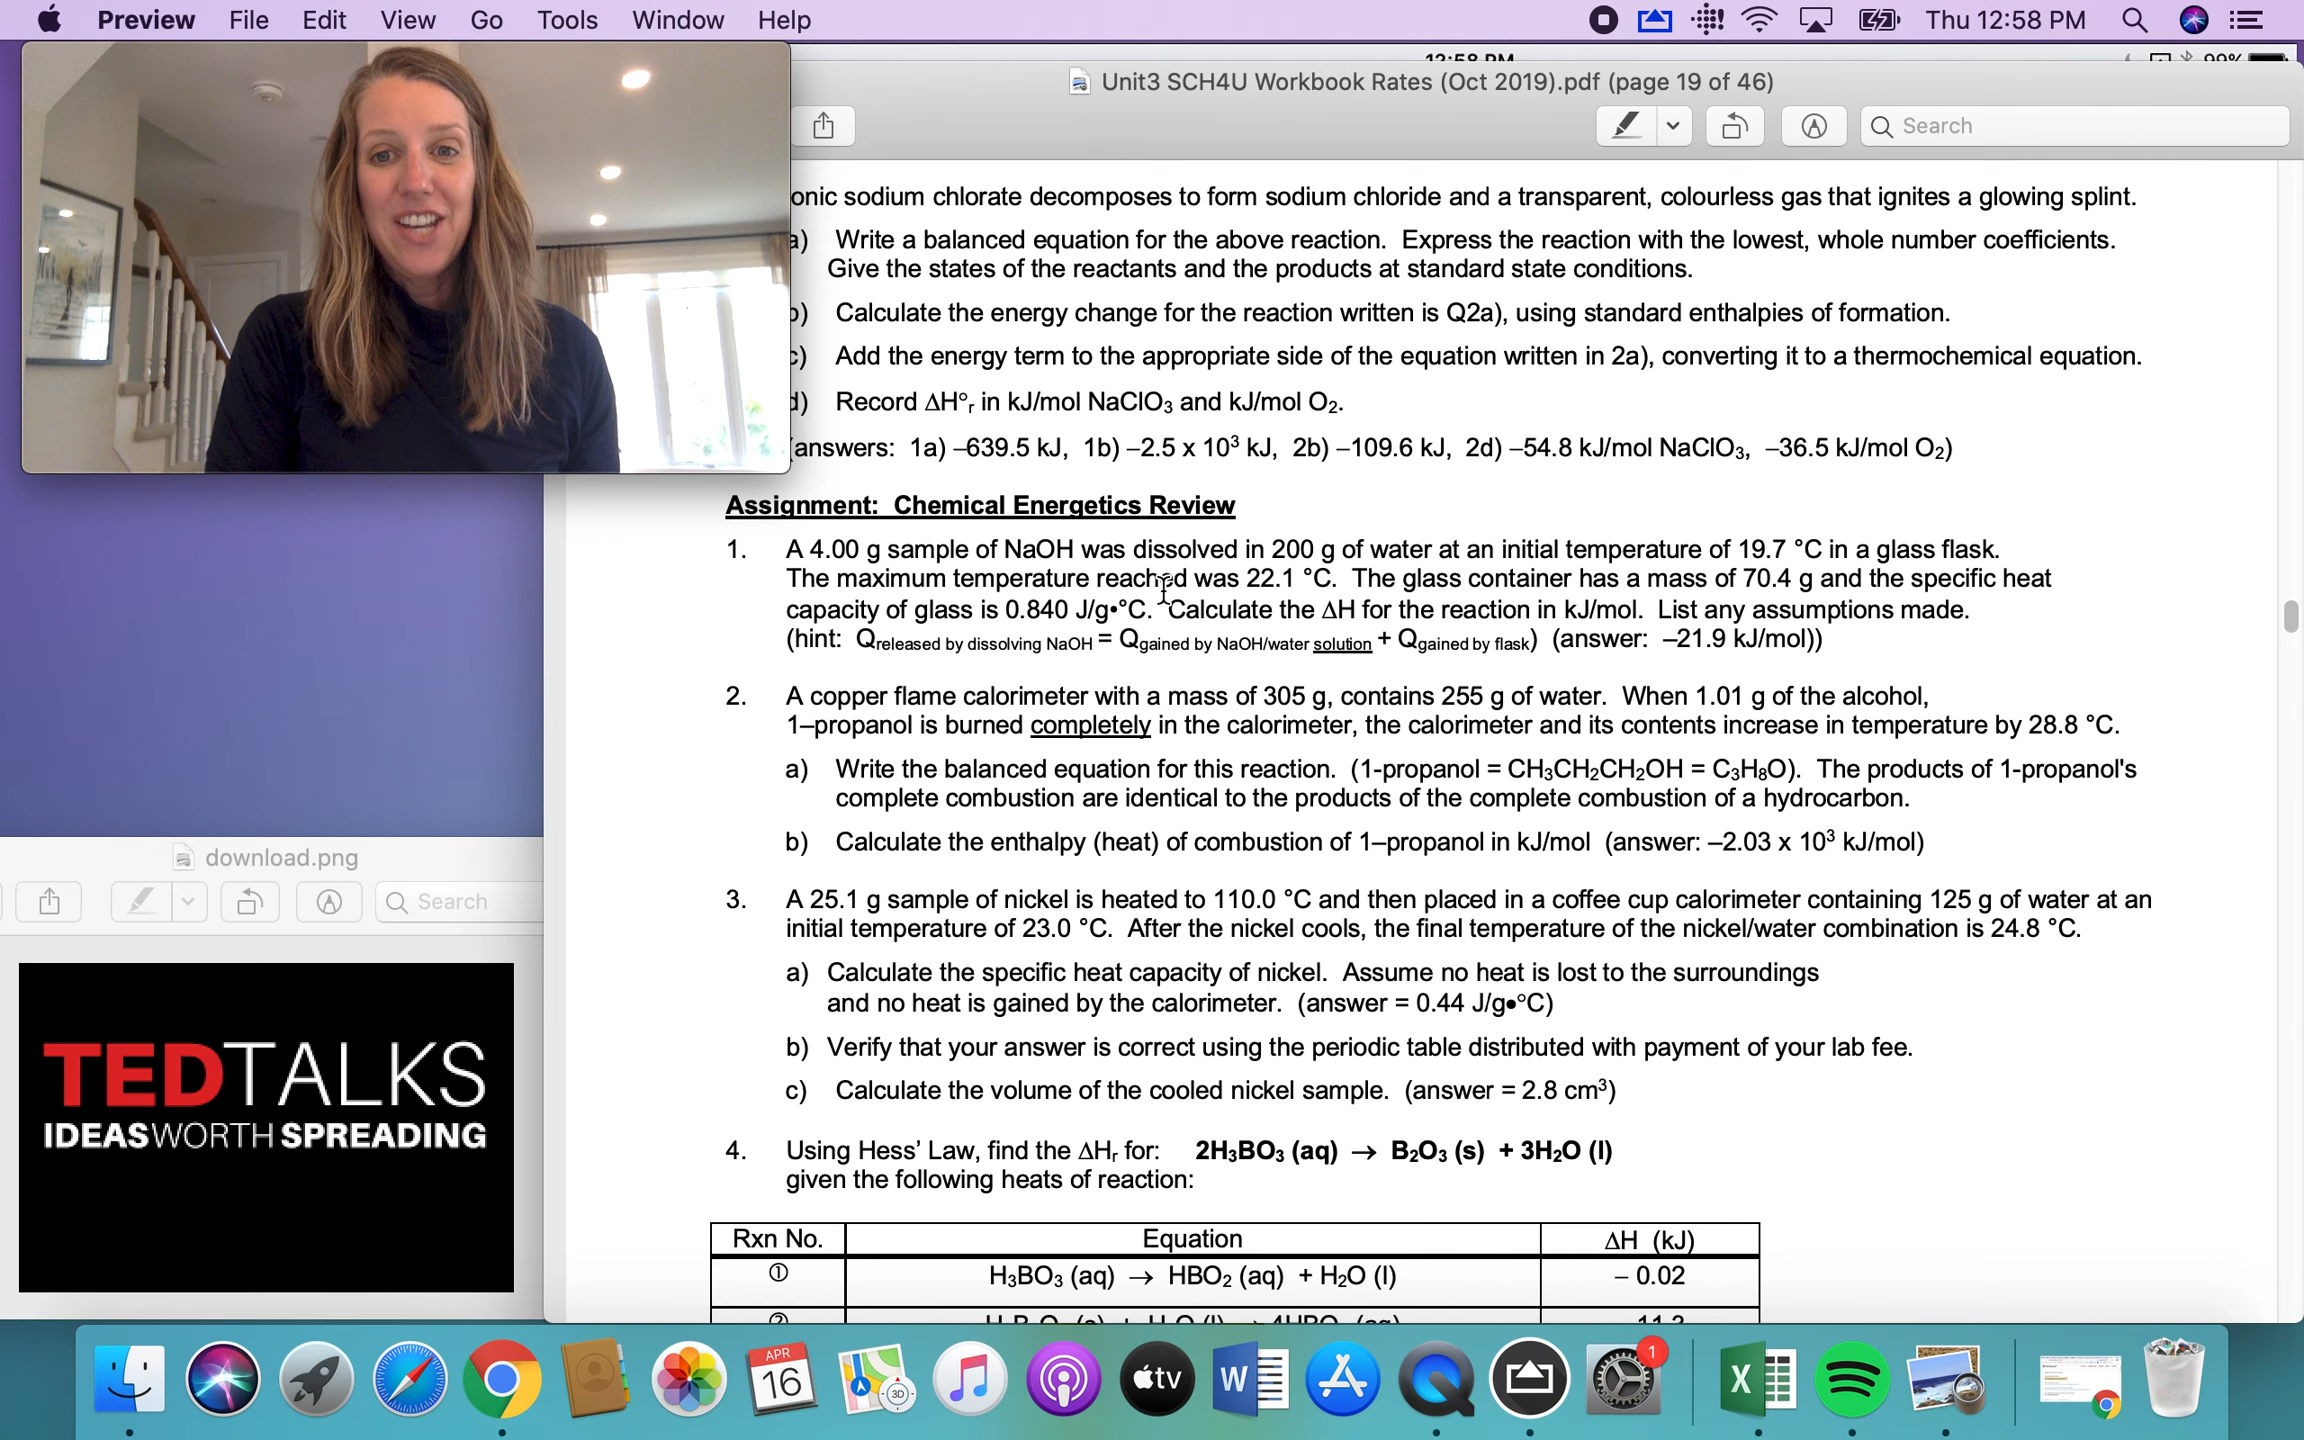 Preview File Edit View Go Tools Window Help
Thu 12:58 PM
12:58 PM
99%
Unit3 SCH4U Workbook Rates (Oct 2019).pdf (page 19 of 46)
Search
onic sodium chlorate decomposes to form sodium chloride and a transparent, colourless gas that ignites a glowing splint.
a) Write a balanced equation for the above reaction. Express the reaction with the lowest, whole number coefficients.
Give the states of the reactants and the products at standard state conditions.
b) Calculate the energy change for the reaction written is Q2a), using standard enthalpies of formation.
c) Add the energy term to the appropriate side of the equation written in 2a), converting it to a thermochemical equation.
d) Record ΔH°r in kJ/mol NaClO₃ and kJ/mol O₂.
(answers: 1a) –639.5 kJ, 1b) –2.5 x 10³ kJ, 2b) –109.6 kJ, 2d) –54.8 kJ/mol NaClO₃, –36.5 kJ/mol O₂)
Assignment: Chemical Energetics Review
1. A 4.00 g sample of NaOH was dissolved in 200 g of water at an initial temperature of 19.7 °C in a glass flask.
The maximum temperature reached was 22.1 °C. The glass container has a mass of 70.4 g and the specific heat
capacity of glass is 0.840 J/g•°C. Calculate the ΔH for the reaction in kJ/mol. List any assumptions made.
(hint: Qreleased by dissolving NaOH = Qgained by NaOH/water solution + Qgained by flask) (answer: –21.9 kJ/mol))
2. A copper flame calorimeter with a mass of 305 g, contains 255 g of water. When 1.01 g of the alcohol,
1–propanol is burned completely in the calorimeter, the calorimeter and its contents increase in temperature by 28.8 °C.
a) Write the balanced equation for this reaction. (1-propanol = CH₃CH₂CH₂OH = C₃H₈O). The products of 1-propanol's
complete combustion are identical to the products of the complete combustion of a hydrocarbon.
b) Calculate the enthalpy (heat) of combustion of 1–propanol in kJ/mol (answer: –2.03 x 10³ kJ/mol)
3. A 25.1 g sample of nickel is heated to 110.0 °C and then placed in a coffee cup calorimeter containing 125 g of water at an
initial temperature of 23.0 °C. After the nickel cools, the final temperature of the nickel/water combination is 24.8 °C.
a) Calculate the specific heat capacity of nickel. Assume no heat is lost to the surroundings
and no heat is gained by the calorimeter. (answer = 0.44 J/g•°C)
b) Verify that your answer is correct using the periodic table distributed with payment of your lab fee.
c) Calculate the volume of the cooled nickel sample. (answer = 2.8 cm³)
4. Using Hess' Law, find the ΔHr for: 2H₃BO₃ (aq) → B₂O₃ (s) + 3H₂O (l)
given the following heats of reaction:
Rxn No. Equation ΔH (kJ)
① H₃BO₃ (aq) → HBO₂ (aq) + H₂O (l) – 0.02
download.png
Search
TEDTALKS
IDEAS WORTH SPREADING
APR
16
3D
tv
W
1
X